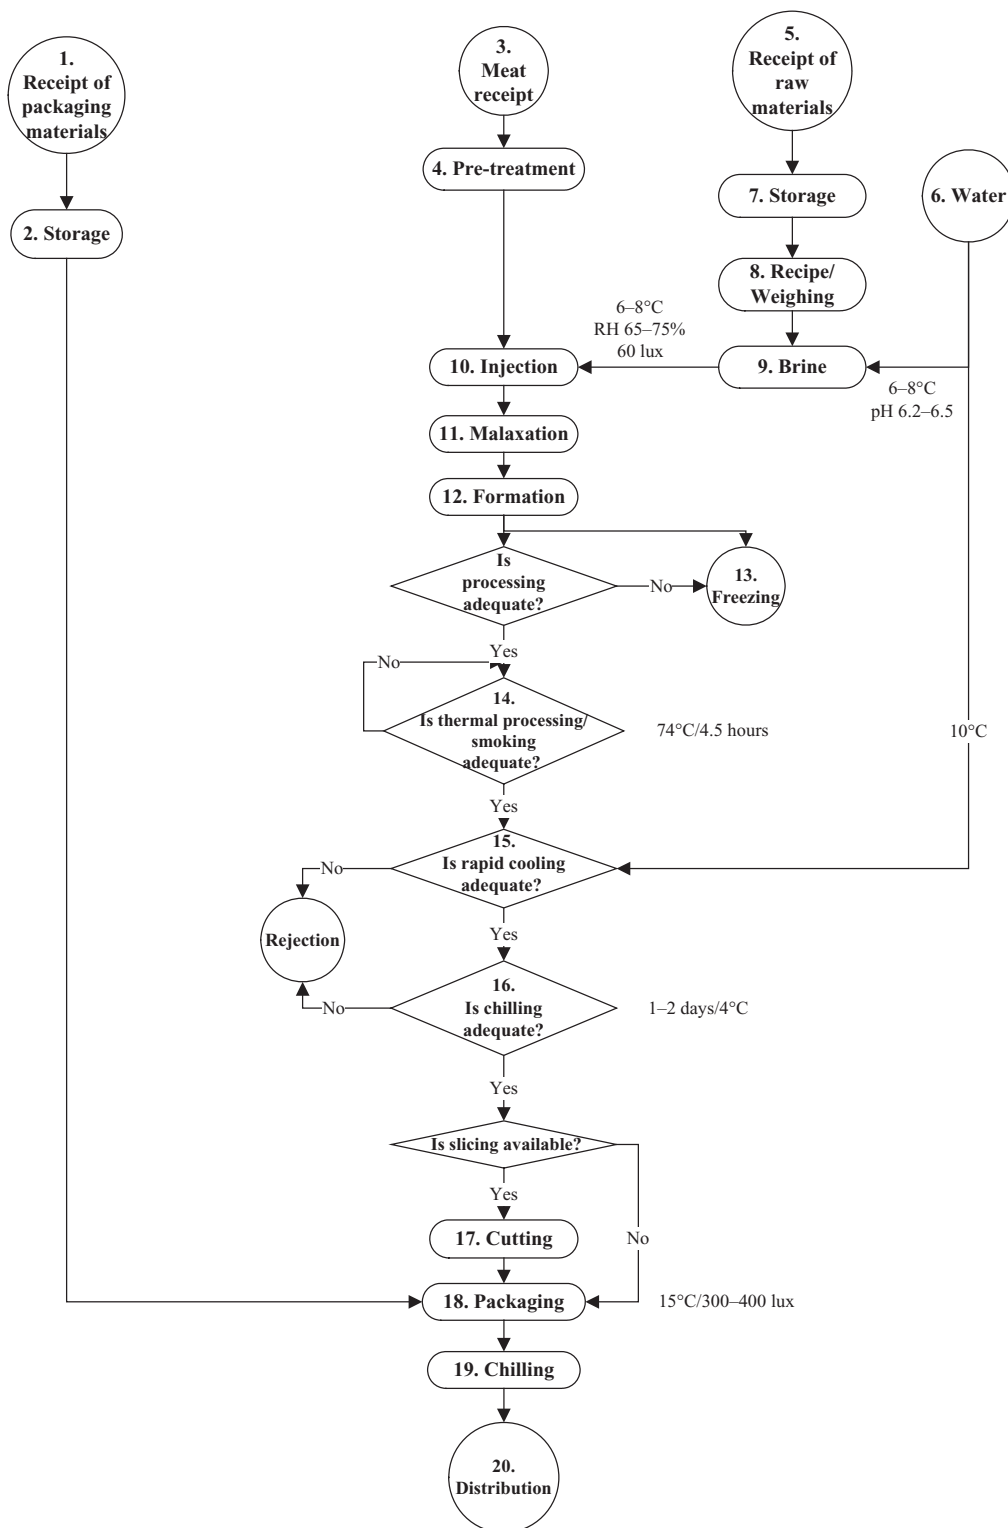 1.
Receipt of
packaging
materials
3.
Meat
receipt
5.
Receipt of
raw
materials
4. Pre-treatment
7. Storage
6. Water
2. Storage
8. Recipe/
Weighing
6–8°C
RH 65–75%
60 lux
10. Injection
9. Brine
6–8°C
pH 6.2–6.5
11. Malaxation
12. Formation
Is
processing
adequate?
No
13.
Freezing
Yes
No
14.
Is thermal processing/
smoking
adequate?
74°C/4.5 hours
10°C
Yes
15.
Is rapid cooling
adequate?
No
Rejection
Yes
16.
Is chilling
adequate?
No
1–2 days/4°C
Yes
Is slicing available?
Yes
17. Cutting
No
18. Packaging
15°C/300–400 lux
19. Chilling
20.
Distribution